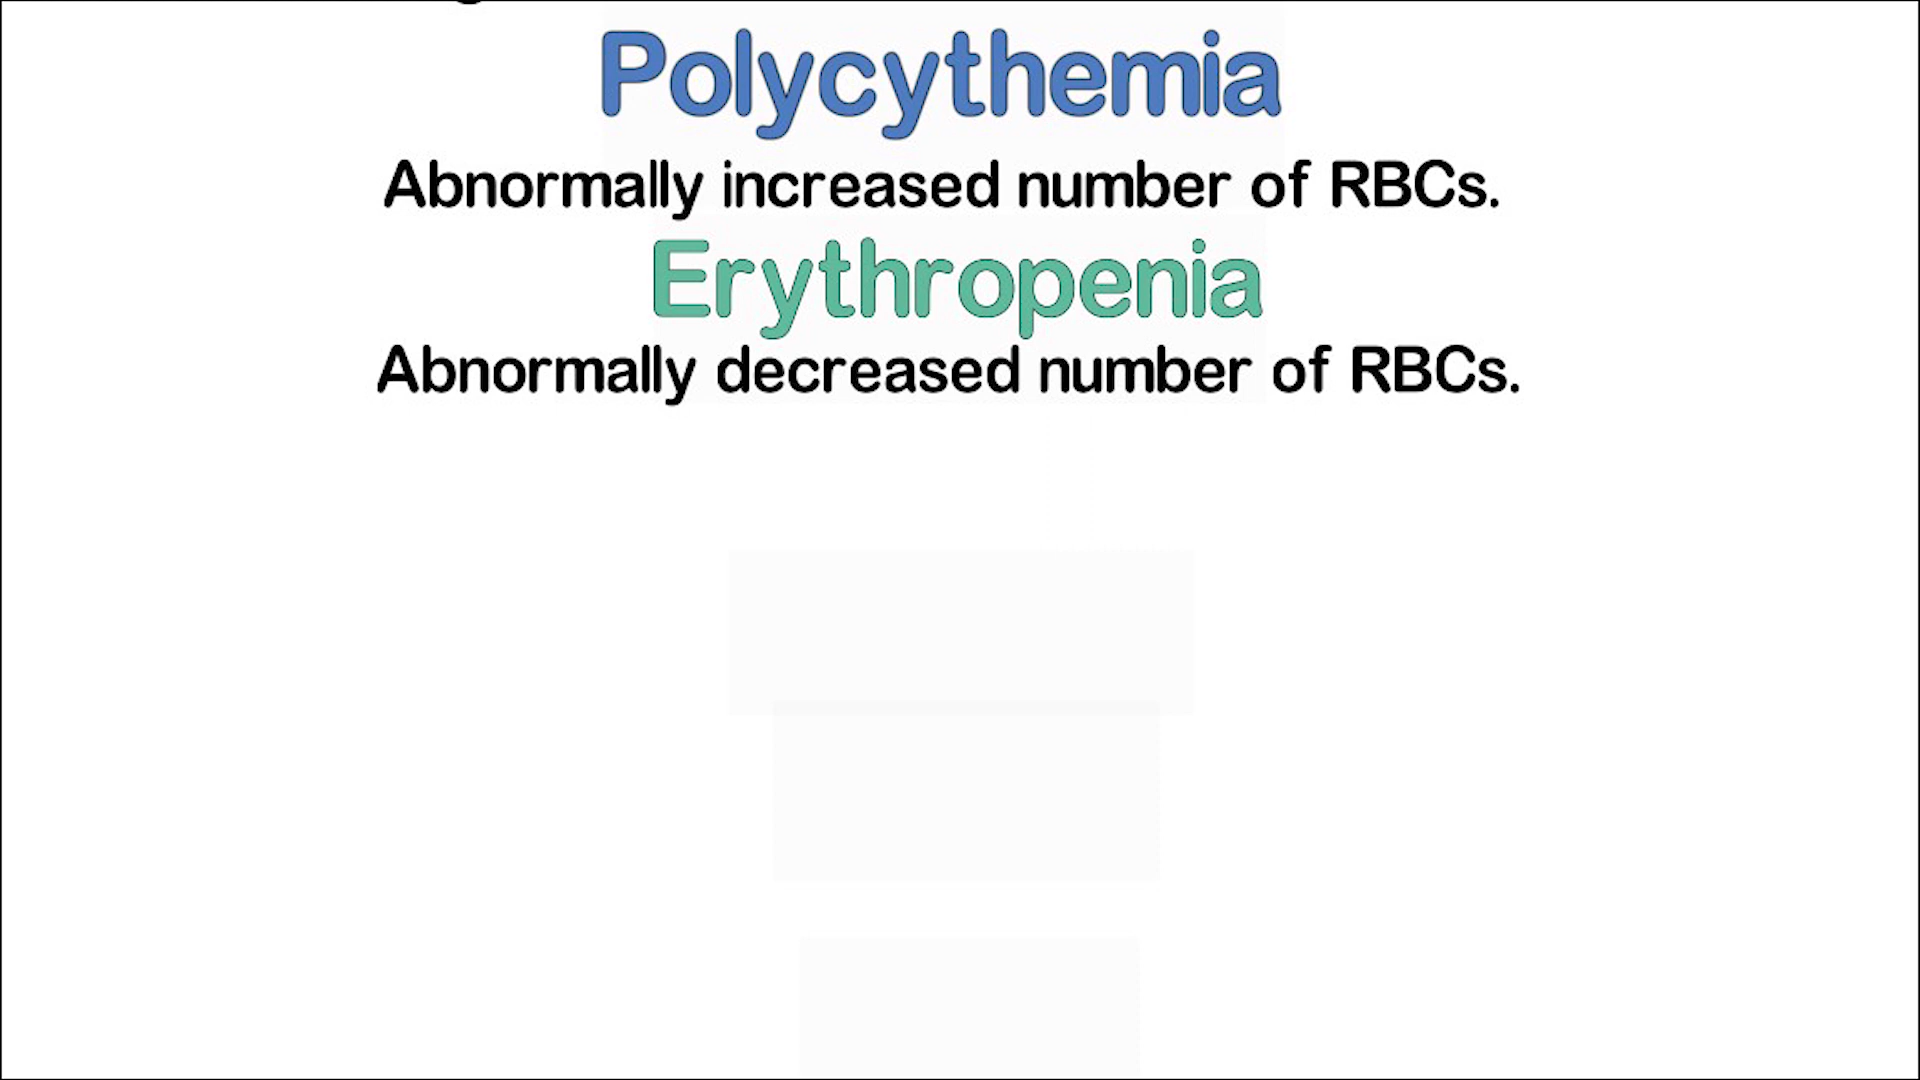 Polycythemia
Abnormally increased number of RBCs.
Erythropenia
Abnormally decreased number of RBCs.